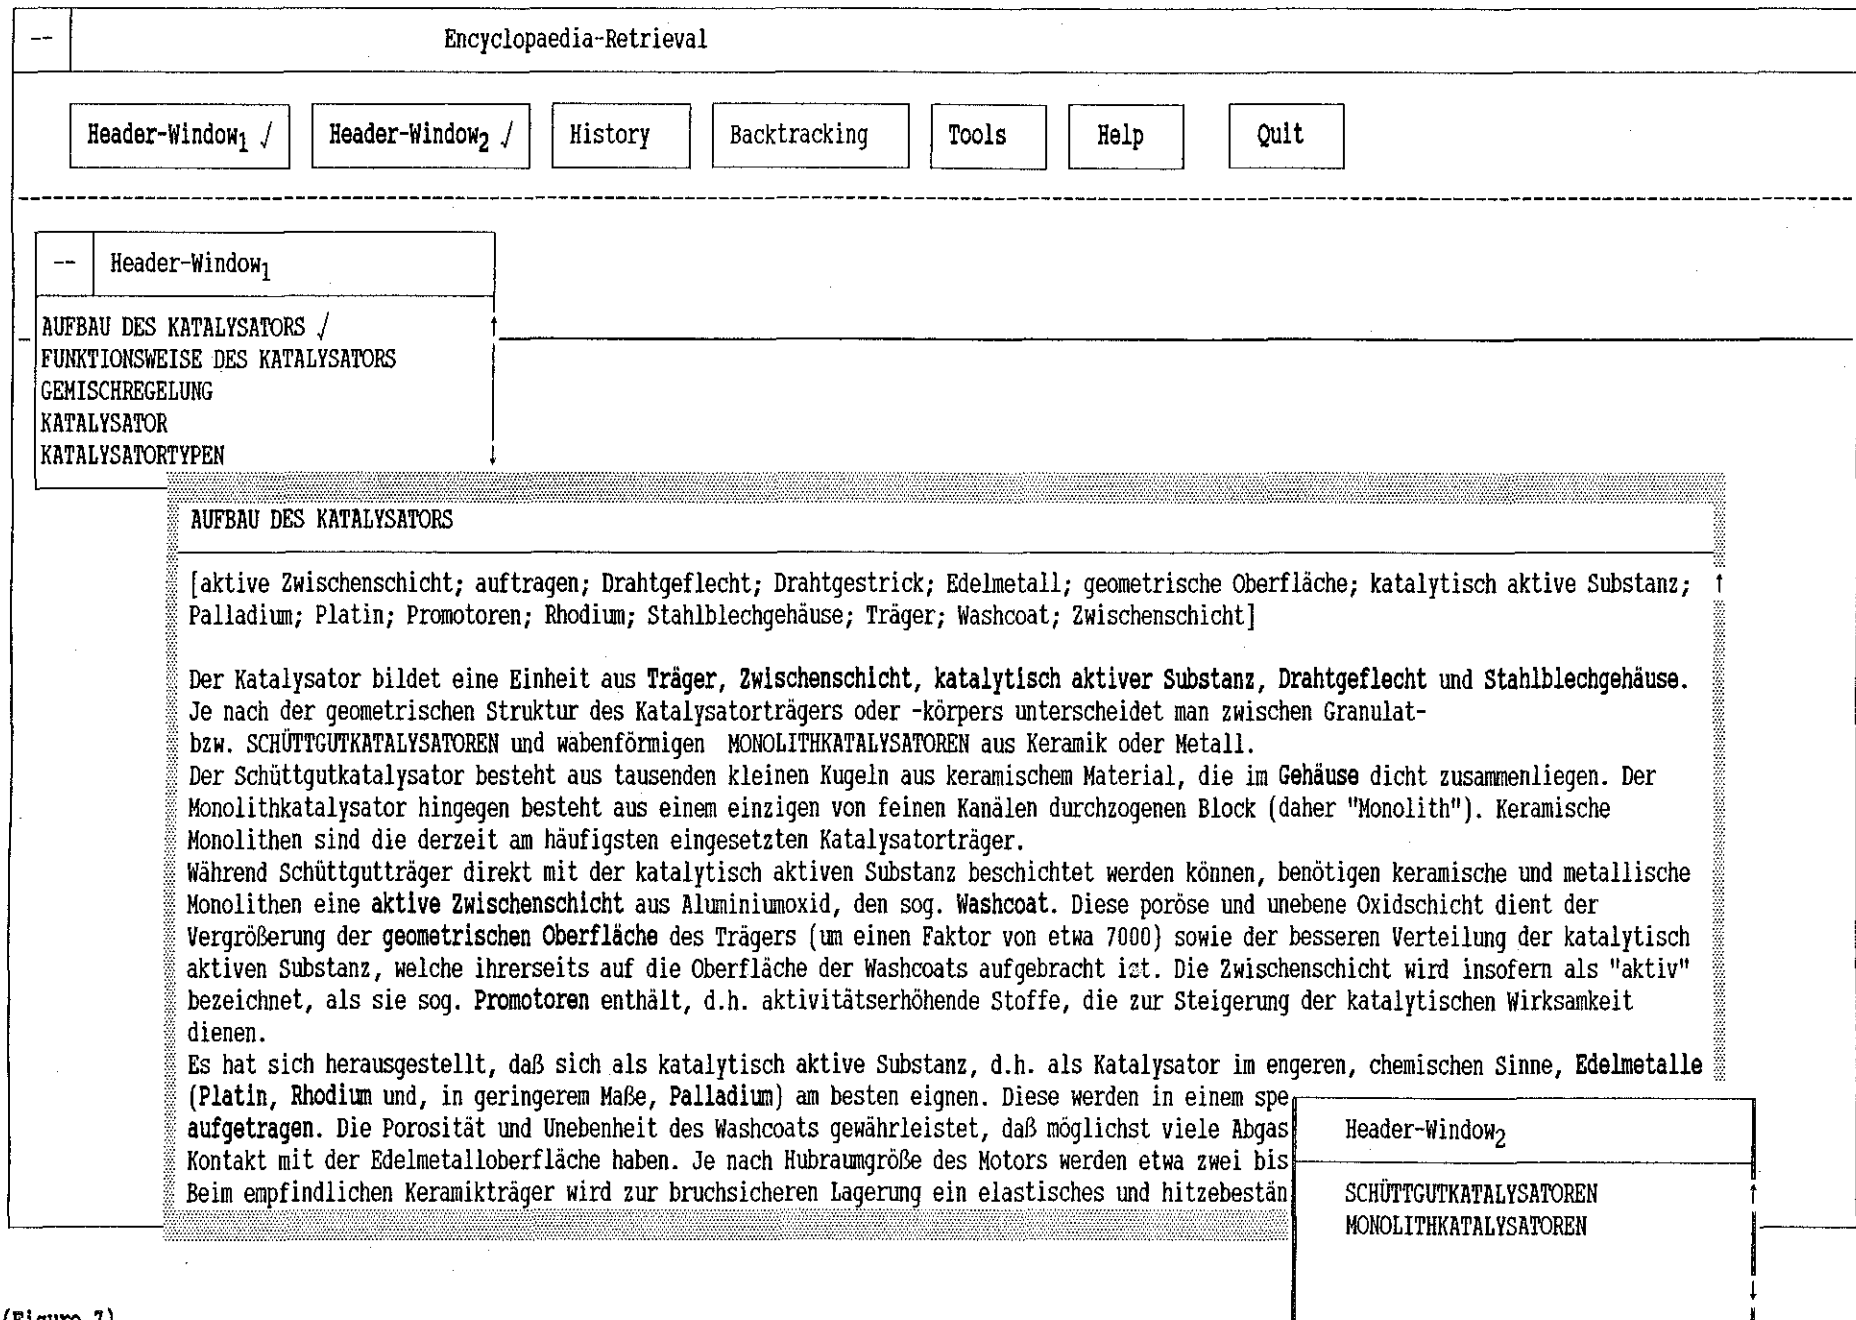 -- Encyclopaedia-Retrieval
Header-Window1 √ Header-Window2 √ History Backtracking Tools Help Quit
-- Header-Window1
AUFBAU DES KATALYSATORS √
FUNKTIONSWEISE DES KATALYSATORS
GEMISCHREGELUNG
KATALYSATOR
KATALYSATORTYPEN
AUFBAU DES KATALYSATORS
[aktive Zwischenschicht; auftragen; Drahtgeflecht; Drahtgestrick; Edelmetall; geometrische Oberfläche; katalytisch aktive Substanz;
Palladium; Platin; Promotoren; Rhodium; Stahlblechgehäuse; Träger; Washcoat; Zwischenschicht]
Der Katalysator bildet eine Einheit aus Träger, Zwischenschicht, katalytisch aktiver Substanz, Drahtgeflecht und Stahlblechgehäuse.
Je nach der geometrischen Struktur des Katalysatorträgers oder -körpers unterscheidet man zwischen Granulat-
bzw. SCHÜTTGUTKATALYSATOREN und wabenförmigen MONOLITHKATALYSATOREN aus Keramik oder Metall.
Der Schüttgutkatalysator besteht aus tausenden kleinen Kugeln aus keramischem Material, die im Gehäuse dicht zusammenliegen. Der
Monolithkatalysator hingegen besteht aus einem einzigen von feinen Kanälen durchzogenen Block (daher "Monolith"). Keramische
Monolithen sind die derzeit am häufigsten eingesetzten Katalysatorträger.
Während Schüttgutträger direkt mit der katalytisch aktiven Substanz beschichtet werden können, benötigen keramische und metallische
Monolithen eine aktive Zwischenschicht aus Aluminiumoxid, den sog. Washcoat. Diese poröse und unebene Oxidschicht dient der
Vergrößerung der geometrischen Oberfläche des Trägers (um einen Faktor von etwa 7000) sowie der besseren Verteilung der katalytisch
aktiven Substanz, welche ihrerseits auf die Oberfläche der Washcoats aufgebracht ist. Die Zwischenschicht wird insofern als "aktiv"
bezeichnet, als sie sog. Promotoren enthält, d.h. aktivitätserhöhende Stoffe, die zur Steigerung der katalytischen Wirksamkeit
dienen.
Es hat sich herausgestellt, daß sich als katalytisch aktive Substanz, d.h. als Katalysator im engeren, chemischen Sinne, Edelmetalle
(Platin, Rhodium und, in geringerem Maße, Palladium) am besten eignen. Diese werden in einem spe
aufgetragen. Die Porosität und Unebenheit des Washcoats gewährleistet, daß möglichst viele Abgas
Kontakt mit der Edelmetalloberfläche haben. Je nach Hubraumgröße des Motors werden etwa zwei bis
Beim empfindlichen Keramikträger wird zur bruchsicheren Lagerung ein elastisches und hitzebestän
Header-Window2
SCHÜTTGUTKATALYSATOREN
MONOLITHKATALYSATOREN
(Figure 7)